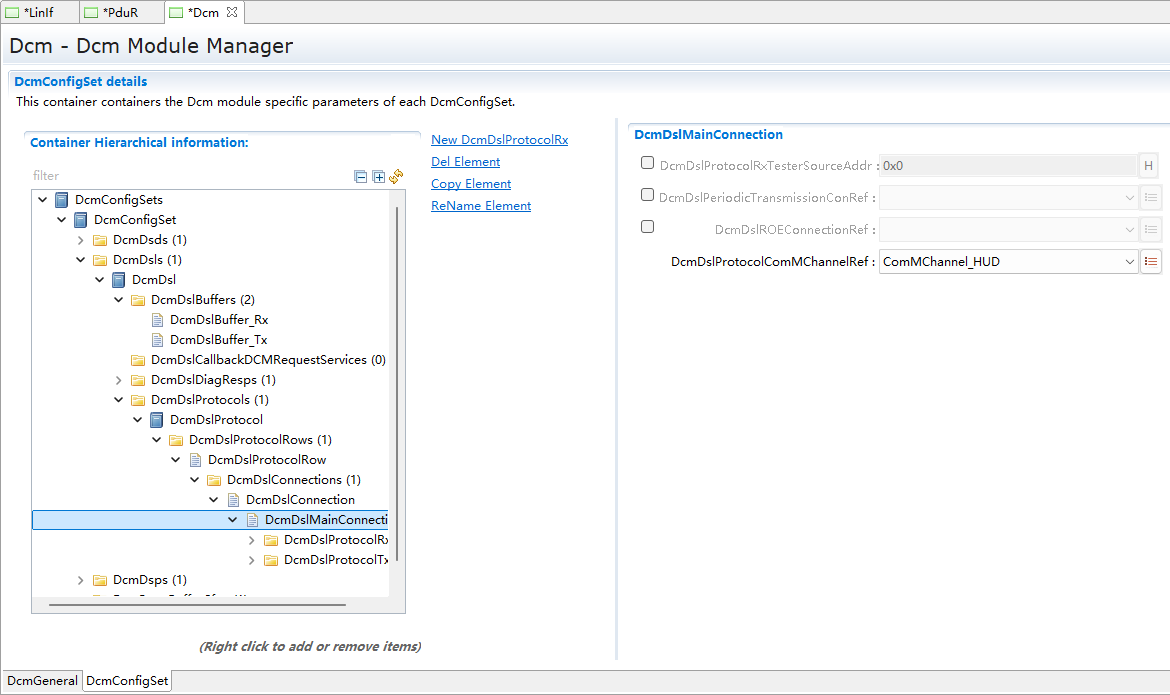 *LinIf *PduR *Dcm
Dcm - Dcm Module Manager
DcmConfigSet details
This container containers the Dcm module specific parameters of each DcmConfigSet.
Container Hierarchical information:
filter
DcmConfigSets
DcmConfigSet
DcmDsds (1)
DcmDsls (1)
DcmDsl
DcmDslBuffers (2)
DcmDslBuffer_Rx
DcmDslBuffer_Tx
DcmDslCallbackDCMRequestServices (0)
DcmDslDiagResps (1)
DcmDslProtocols (1)
DcmDslProtocol
DcmDslProtocolRows (1)
DcmDslProtocolRow
DcmDslConnections (1)
DcmDslConnection
DcmDslMainConnecti
DcmDslProtocolRx
DcmDslProtocolTx
DcmDsps (1)
(Right click to add or remove items)
New DcmDslProtocolRx
Del Element
Copy Element
ReName Element
DcmDslMainConnection
DcmDslProtocolRxTesterSourceAddr : 0x0 H
DcmDslPeriodicTransmissionConRef :
DcmDslROEConnectionRef :
DcmDslProtocolComMChannelRef : ComMChannel_HUD
DcmGeneral DcmConfigSet